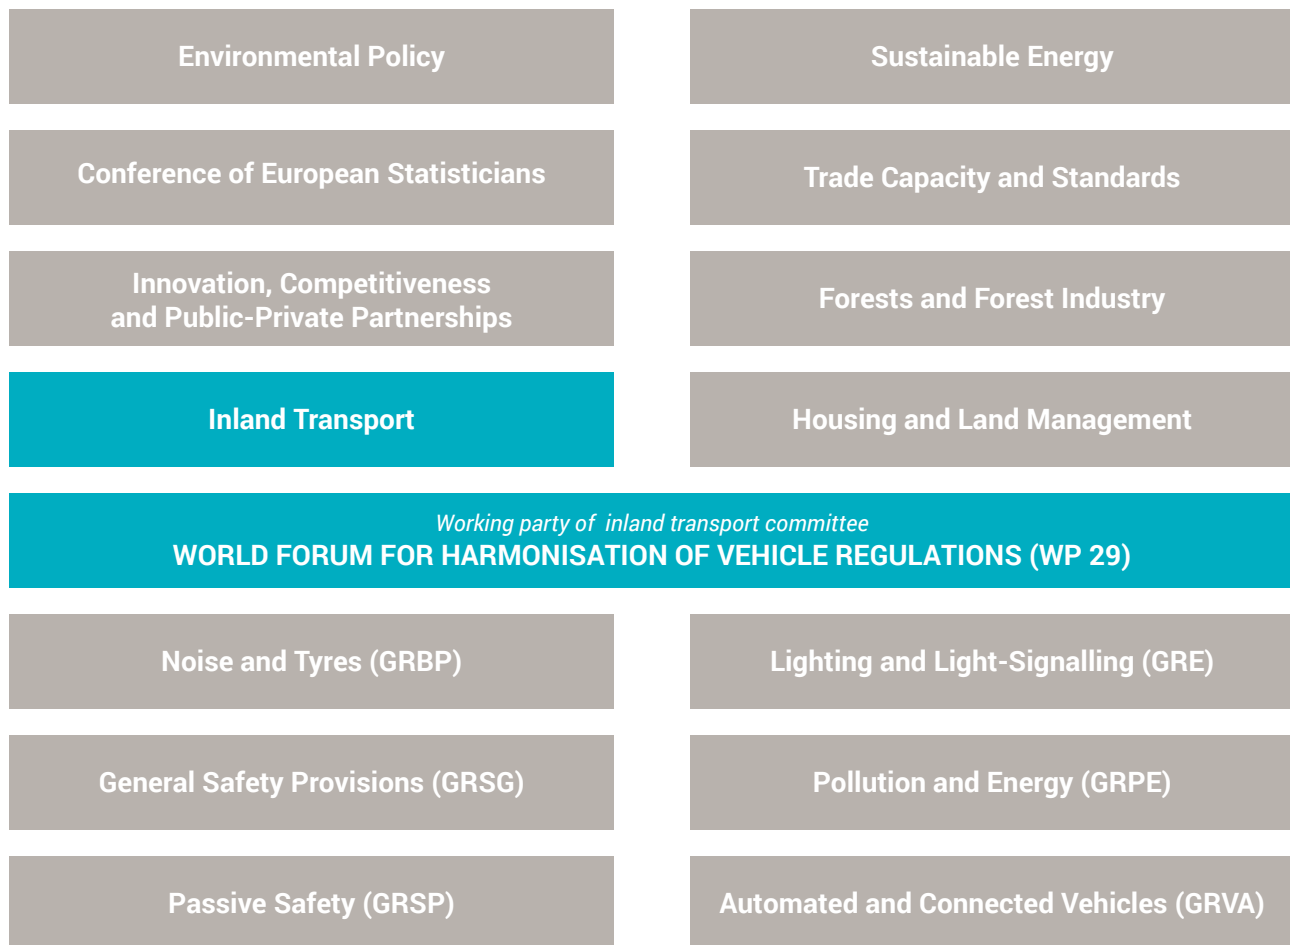 Environmental Policy
Sustainable Energy
Conference of European Statisticians
Trade Capacity and Standards
Innovation, Competitiveness
and Public-Private Partnerships
Forests and Forest Industry
Inland Transport
Housing and Land Management
Working party of inland transport committee
WORLD FORUM FOR HARMONISATION OF VEHICLE REGULATIONS (WP 29)
Noise and Tyres (GRBP)
Lighting and Light-Signalling (GRE)
General Safety Provisions (GRSG)
Pollution and Energy (GRPE)
Passive Safety (GRSP)
Automated and Connected Vehicles (GRVA)